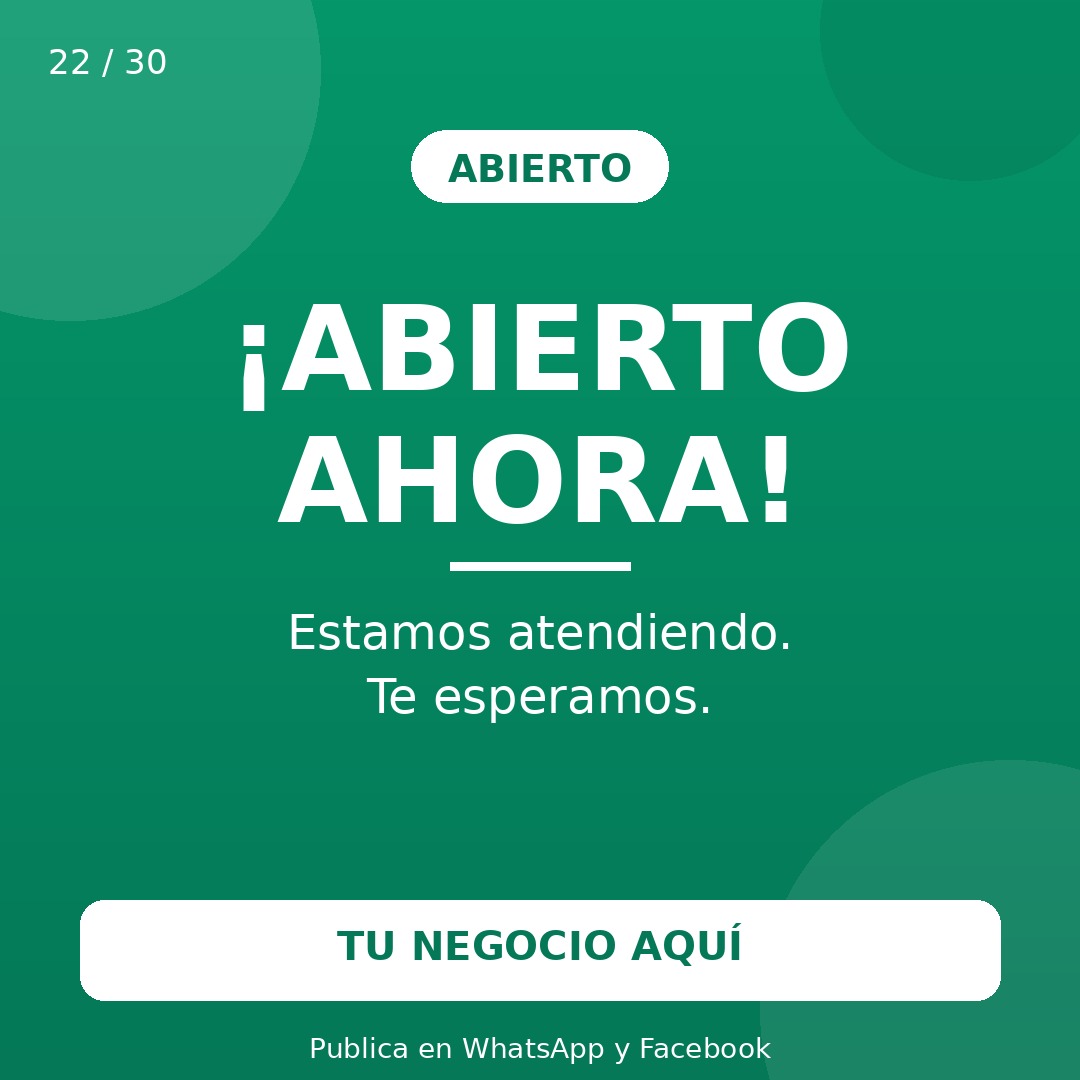 22 / 30
ABIERTO
¡ABIERTO
AHORA!
Estamos atendiendo.
Te esperamos.
TU NEGOCIO AQUÍ
Publica en WhatsApp y Facebook